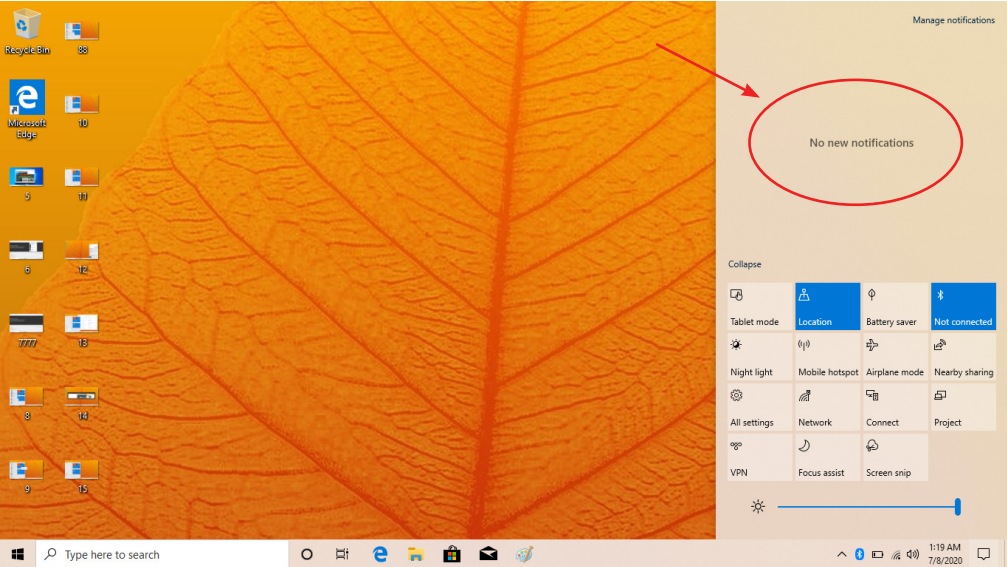 Manage notifications
No new notifications
Collapse
Tablet mode
Location
Battery saver
Not connected
Night light
Mobile hotspot
Airplane mode
Nearby sharing
All settings
Network
Connect
Project
VPN
Focus assist
Screen snip
Recycle Bin
88
Microsoft
Edge
10
5
11
6
12
7777
13
8
14
9
15
Type here to search
1:19 AM
7/8/2020